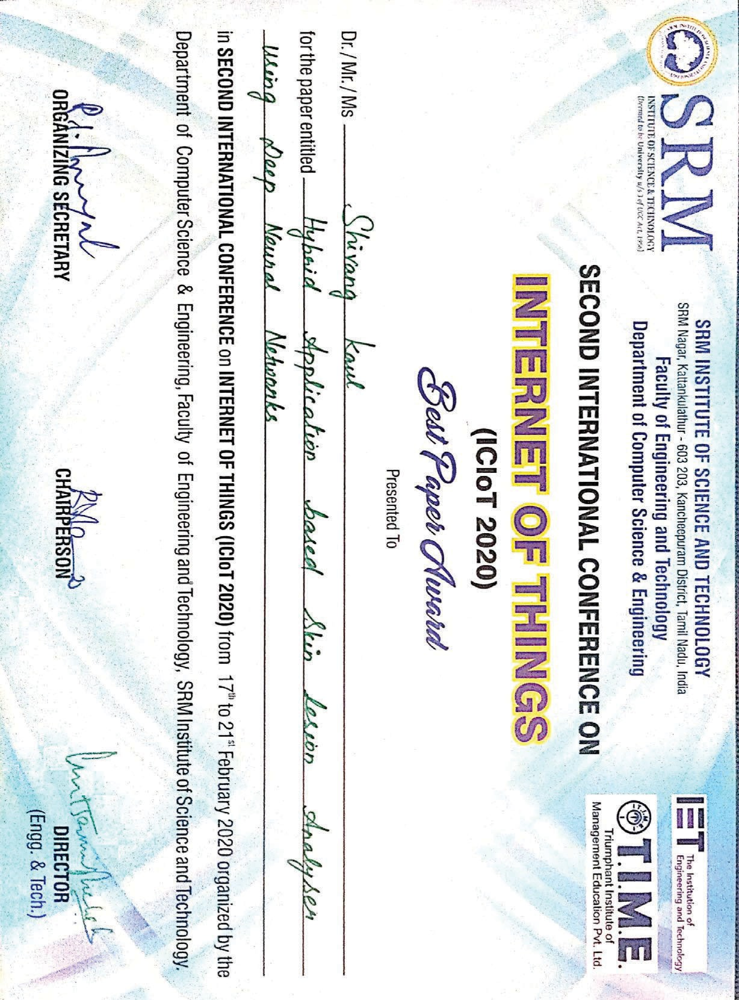 SRM
INSTITUTE OF SCIENCE & TECHNOLOGY
(Deemed to be University u/s 3 of UGC Act, 1956)
SRM INSTITUTE OF SCIENCE AND TECHNOLOGY
SRM Nagar, Kattankulathur - 603 203, Kancheepuram District, Tamil Nadu, India
Faculty of Engineering and Technology
Department of Computer Science & Engineering
IET The Institution of
Engineering and Technology
T.I.M.E.
Triumphant Institute of
Management Education Pvt. Ltd.
SECOND INTERNATIONAL CONFERENCE ON
INTERNET OF THINGS
(ICIoT 2020)
Best Paper Award
Presented To
Dr./ Mr./ Ms Shivang Kaul
for the paper entitled Hybrid Application based Skin Lesion Analyser
Using Deep Neural Networks
in SECOND INTERNATIONAL CONFERENCE on INTERNET OF THINGS (ICIoT 2020) from 17th to 21st February 2020 organized by the
Department of Computer Science & Engineering, Faculty of Engineering and Technology, SRM Institute of Science and Technology.
ORGANIZING SECRETARY
CHAIRPERSON
DIRECTOR
(Engg. & Tech.)